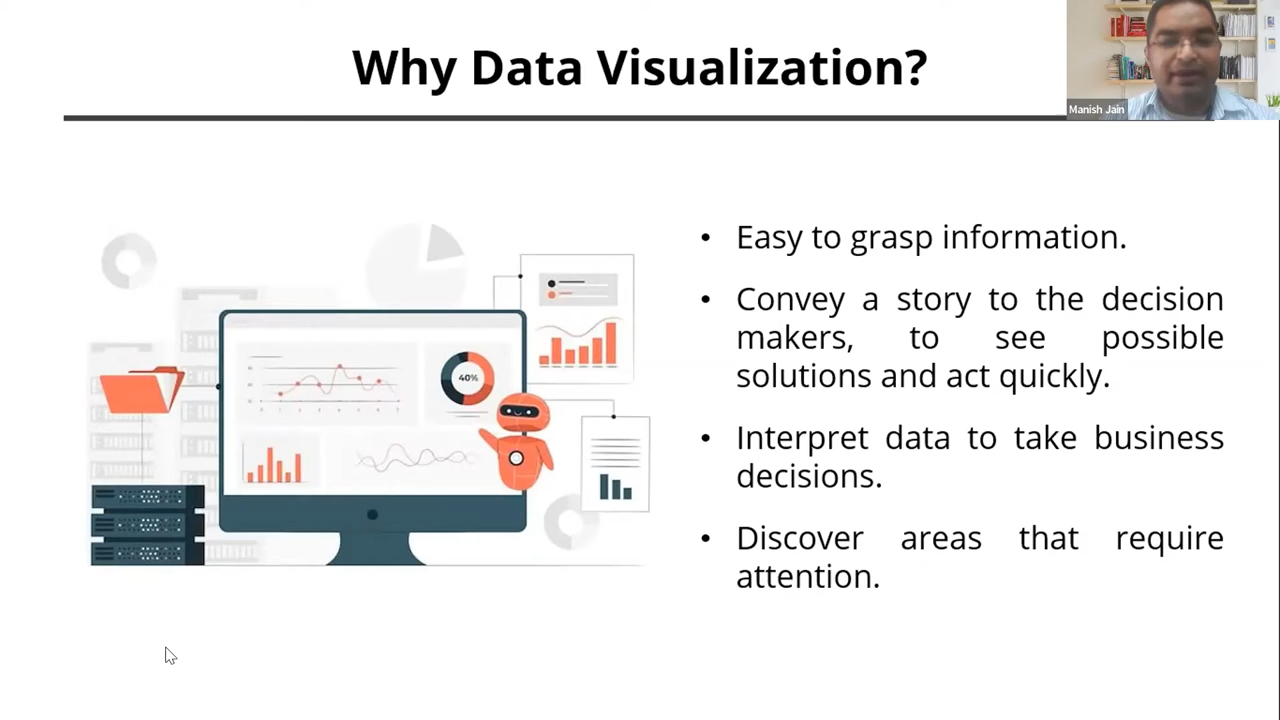 Why Data Visualization?
Manish Jain
• Easy to grasp information.
• Convey a story to the decision
makers, to see possible
solutions and act quickly.
• Interpret data to take business
decisions.
• Discover areas that require
attention.
40%